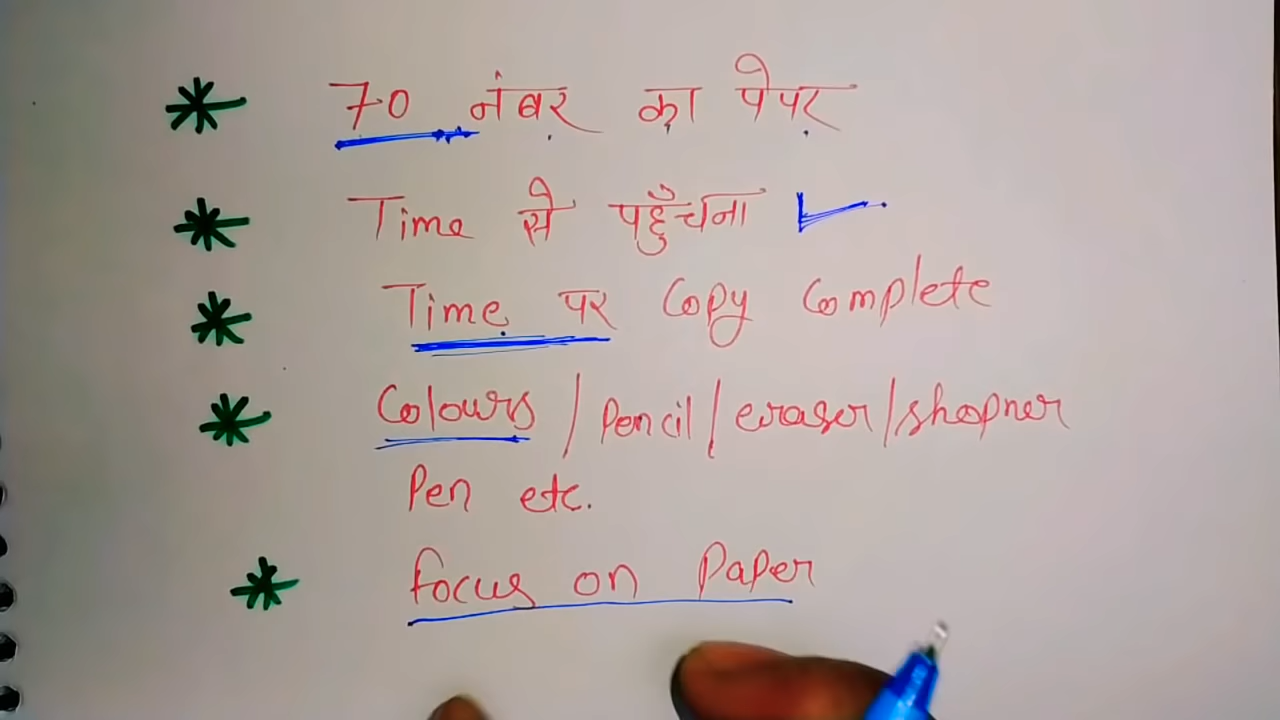 70 नंबर का पेपर
Time से पहुँचना
Time पर Copy Complete
Colours / Pencil / eraser / shopner
Pen etc.
focus on Paper